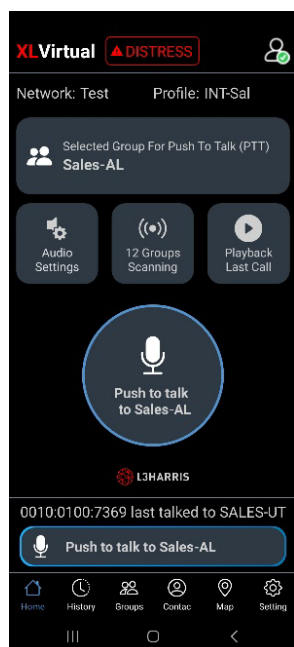 XLVirtual DISTRESS
Network: Test Profile: INT-Sal
Selected Group For Push To Talk (PTT)
Sales-AL
Audio
Settings
12 Groups
Scanning
Playback
Last Call
Push to talk
to Sales-AL
L3HARRIS
0010:0100:7369 last talked to SALES-UT
Push to talk to Sales-AL
Home History Groups Contac Map Setting